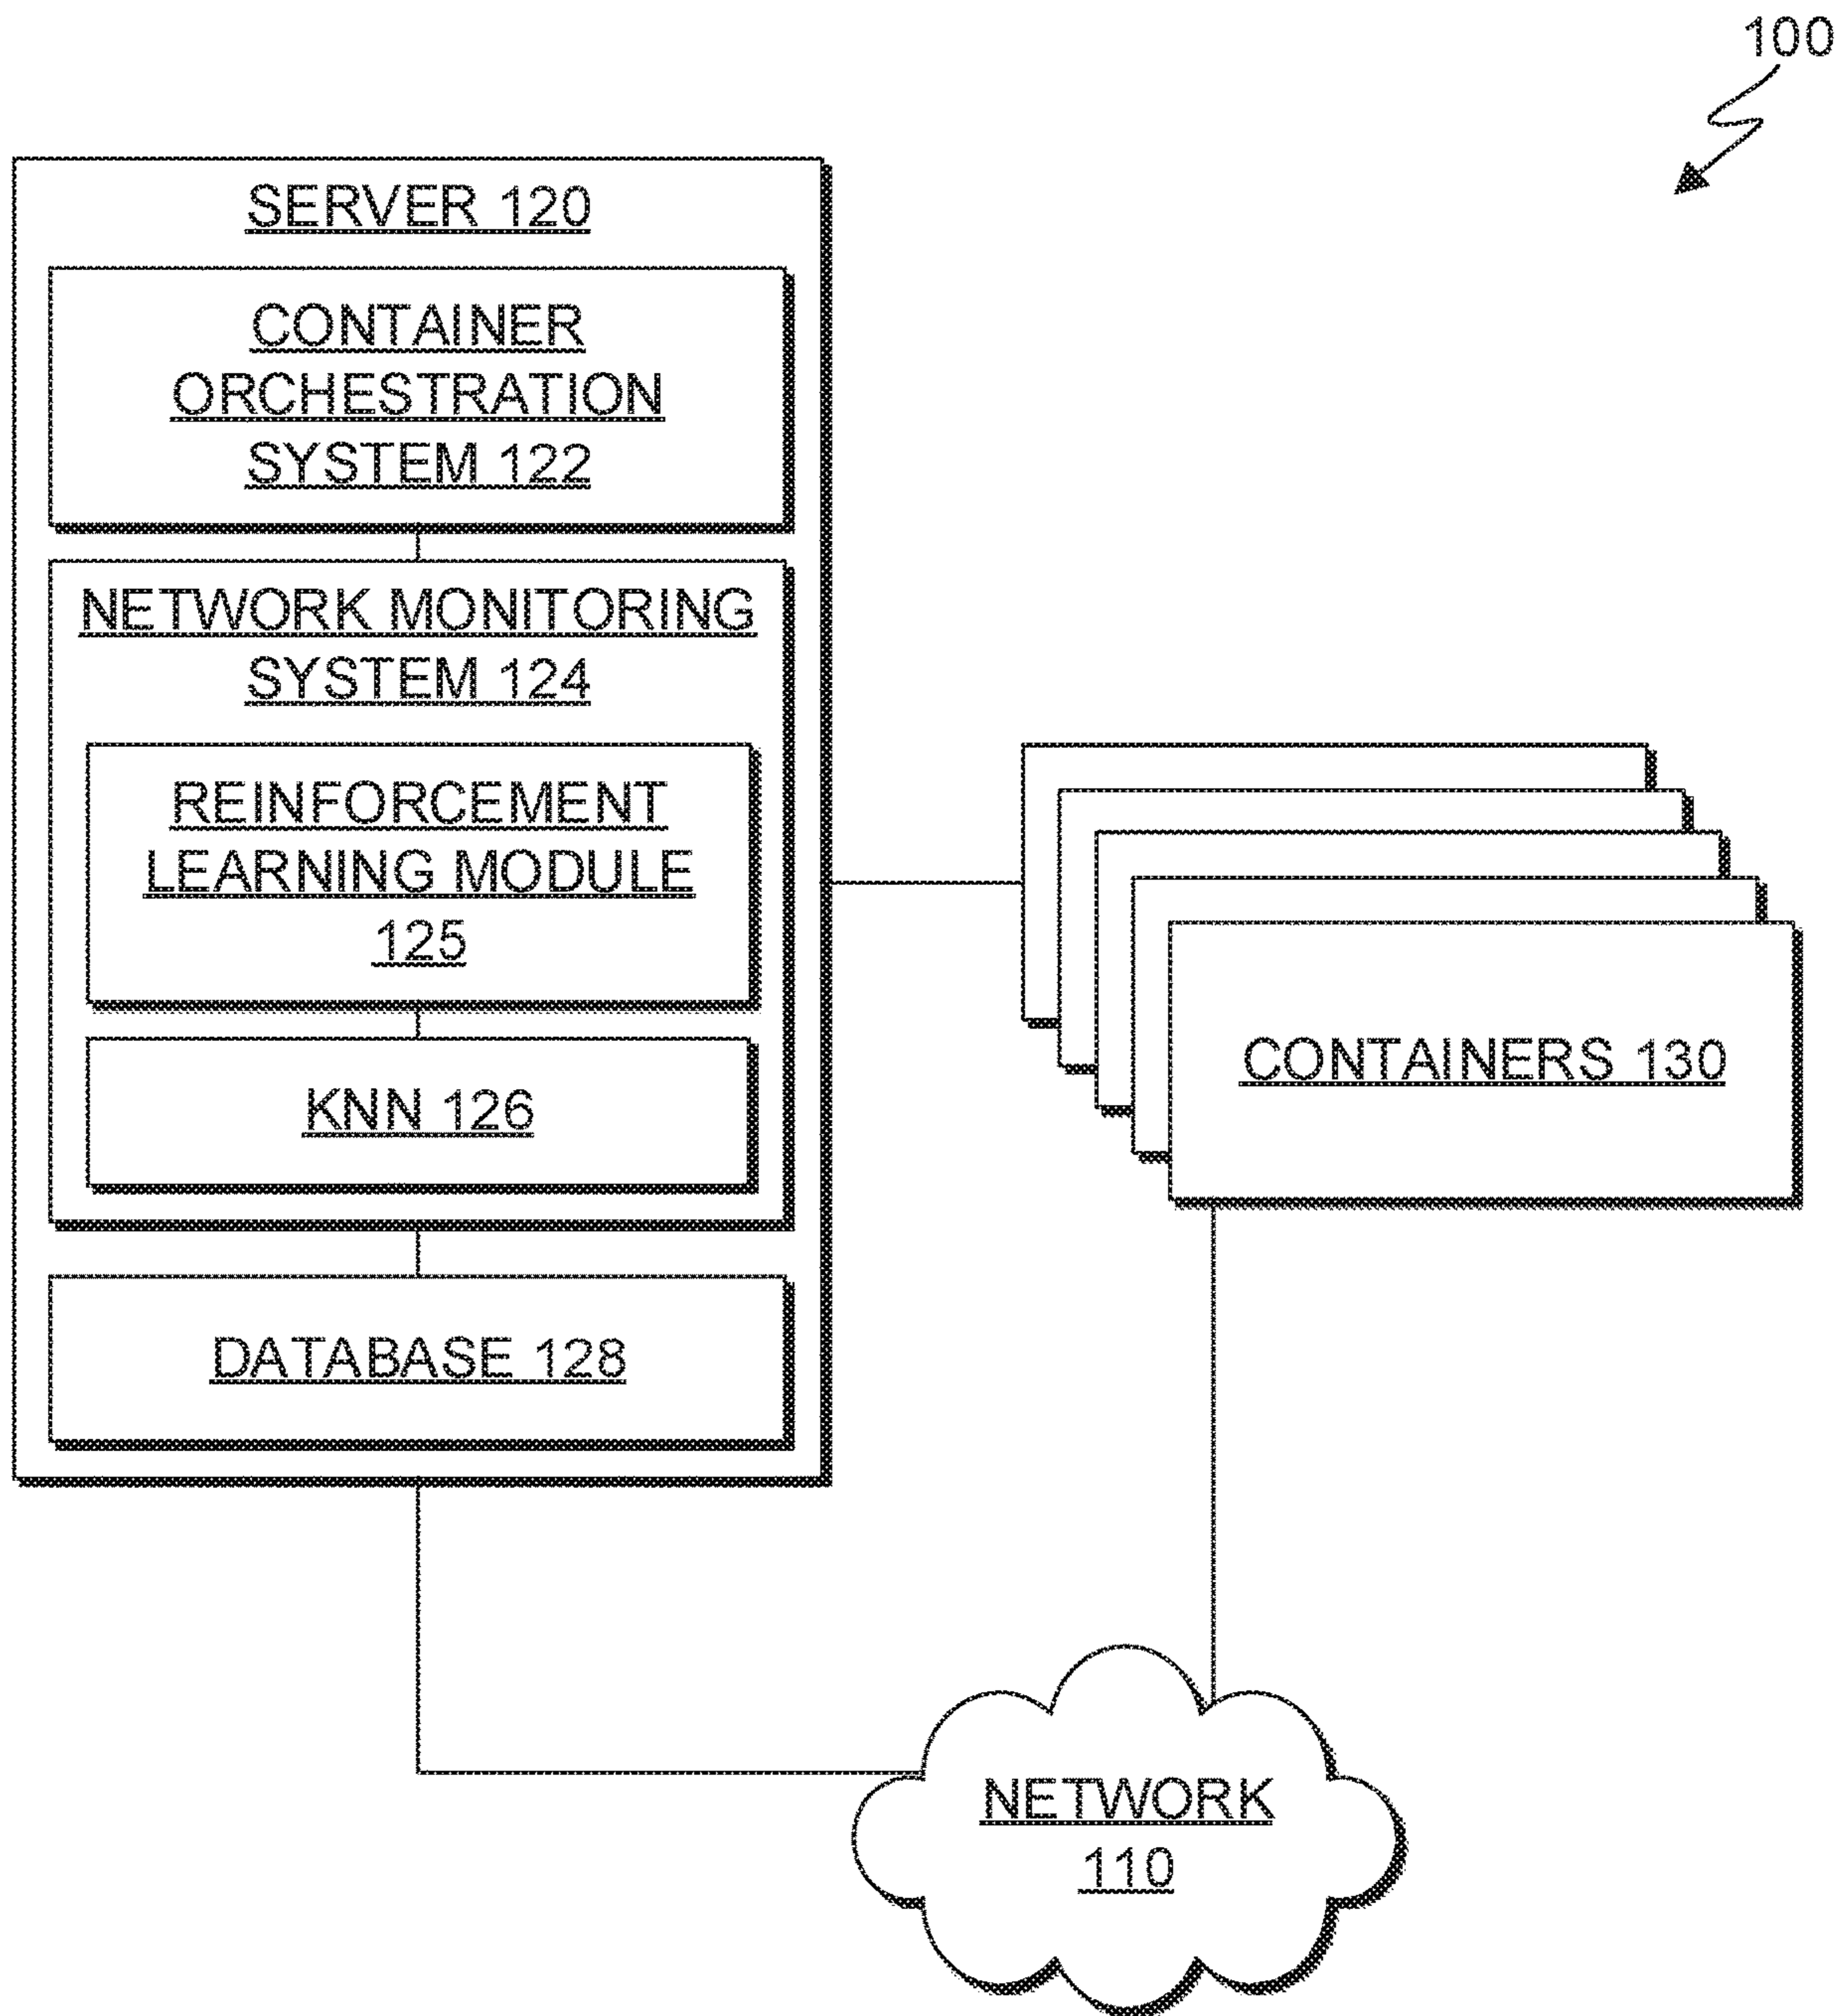 100
SERVER 120
CONTAINER
ORCHESTRATION
SYSTEM 122
NETWORK MONITORING
SYSTEM 124
REINFORCEMENT
LEARNING MODULE
125
KNN 126
DATABASE 128
CONTAINERS 130
NETWORK
110